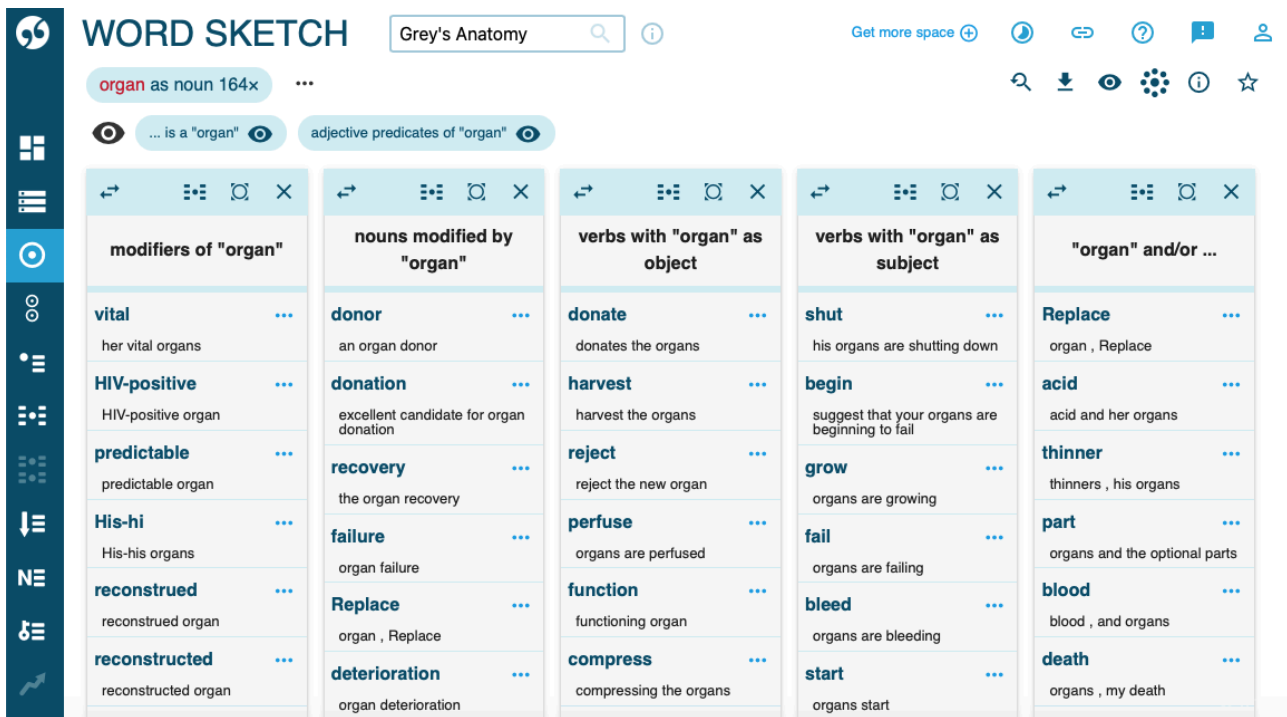 WORD SKETCH
Grey's Anatomy
Get more space
organ as noun 164×
... is a "organ"
adjective predicates of "organ"
modifiers of "organ"
vital
her vital organs
HIV-positive
HIV-positive organ
predictable
predictable organ
His-hi
His-his organs
reconstrued
reconstrued organ
reconstructed
reconstructed organ
nouns modified by
"organ"
donor
an organ donor
donation
excellent candidate for organ
donation
recovery
the organ recovery
failure
organ failure
Replace
organ , Replace
deterioration
organ deterioration
verbs with "organ" as
object
donate
donates the organs
harvest
harvest the organs
reject
reject the new organ
perfuse
organs are perfused
function
functioning organ
compress
compressing the organs
verbs with "organ" as
subject
shut
his organs are shutting down
begin
suggest that your organs are
beginning to fail
grow
organs are growing
fail
organs are failing
bleed
organs are bleeding
start
organs start
"organ" and/or ...
Replace
organ , Replace
acid
acid and her organs
thinner
thinners , his organs
part
organs and the optional parts
blood
blood , and organs
death
organs , my death